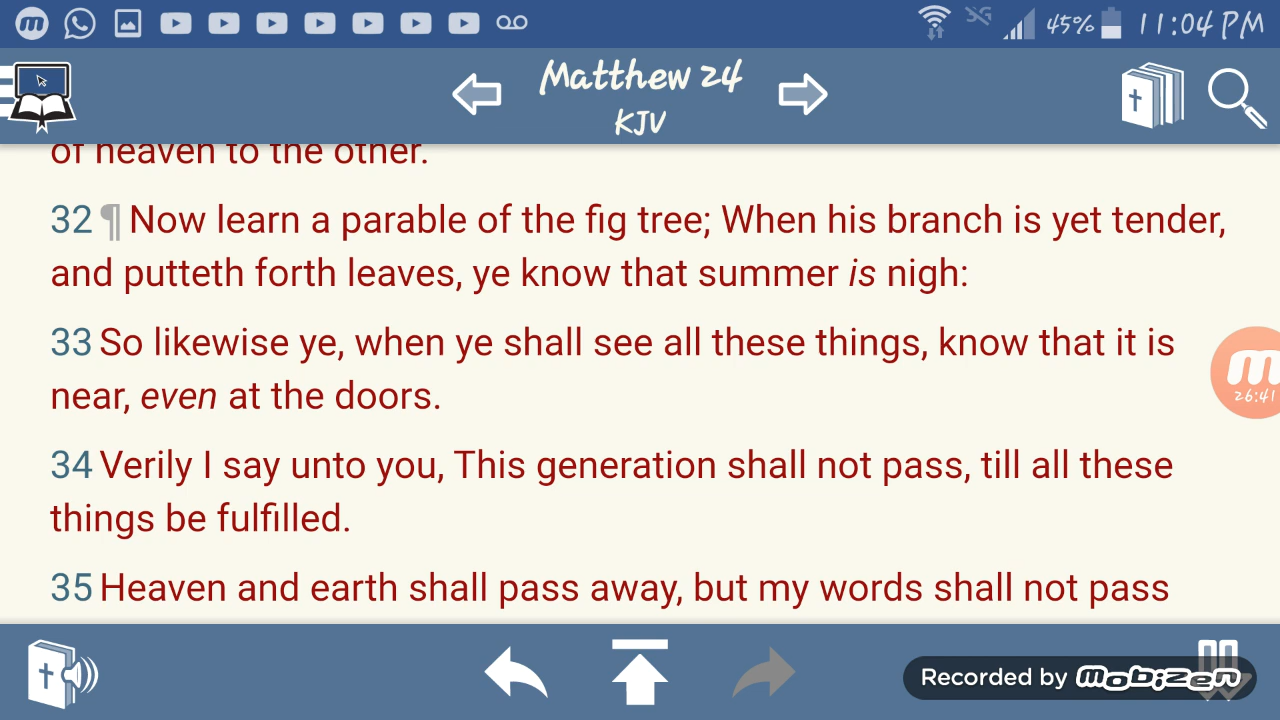 45% 11:04 PM
Matthew 24
KJV
of heaven to the other.
32 ¶ Now learn a parable of the fig tree; When his branch is yet tender,
and putteth forth leaves, ye know that summer is nigh:
33 So likewise ye, when ye shall see all these things, know that it is
near, even at the doors.
26:41
34 Verily I say unto you, This generation shall not pass, till all these
things be fulfilled.
35 Heaven and earth shall pass away, but my words shall not pass
Recorded by mobizen